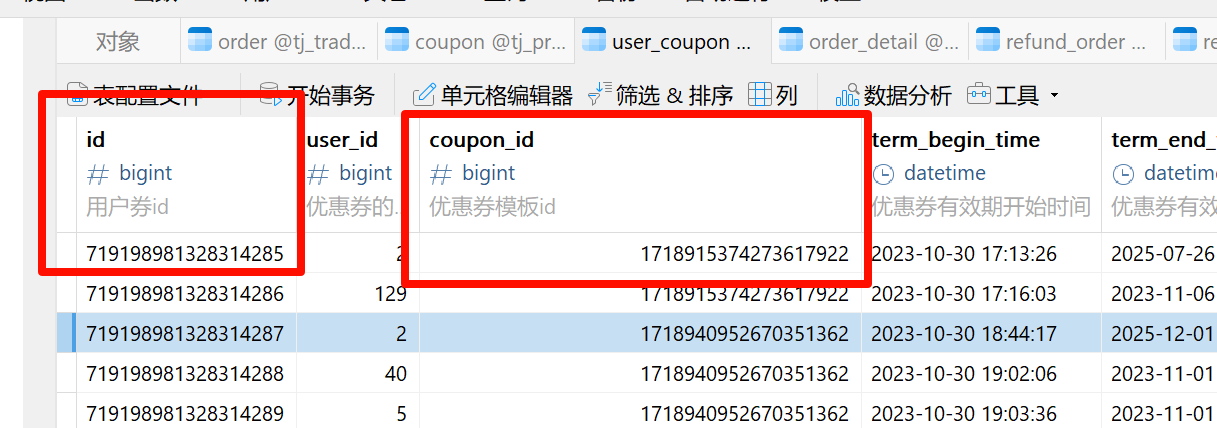 对象 order @tj_trad... coupon @tj_pr... user_coupon ... order_detail @... refund_order ... re
表配置文件 开始事务 单元格编辑器 筛选 & 排序 列 数据分析 工具
id user_id coupon_id term_begin_time term_end_
# bigint # bigint # bigint datetime datetime
用户券id 优惠券的... 优惠券模板id 优惠券有效期开始时间 优惠券有效
719198981328314285 2 1718915374273617922 2023-10-30 17:13:26 2025-07-26
719198981328314286 129 1718915374273617922 2023-10-30 17:16:03 2023-11-06
719198981328314287 2 1718940952670351362 2023-10-30 18:44:17 2025-12-01
719198981328314288 40 1718940952670351362 2023-10-30 19:02:06 2023-11-01
719198981328314289 5 1718940952670351362 2023-10-30 19:03:36 2023-11-01